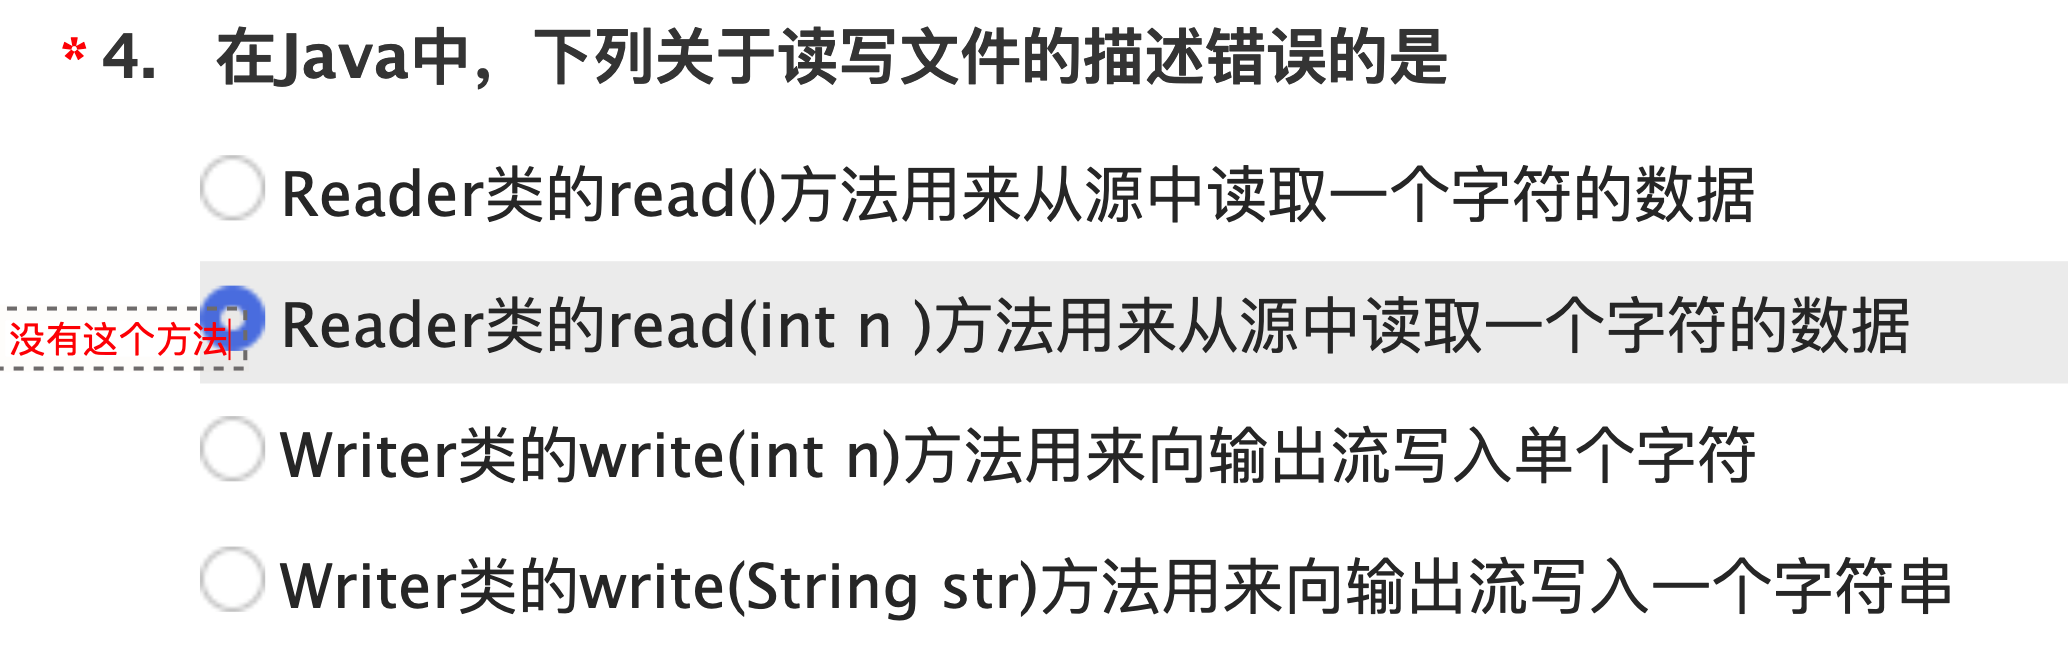 * 4. 在Java中，下列关于读写文件的描述错误的是
Reader类的read()方法用来从源中读取一个字符的数据
Reader类的read(int n )方法用来从源中读取一个字符的数据
没有这个方法
Writer类的write(int n)方法用来向输出流写入单个字符
Writer类的write(String str)方法用来向输出流写入一个字符串